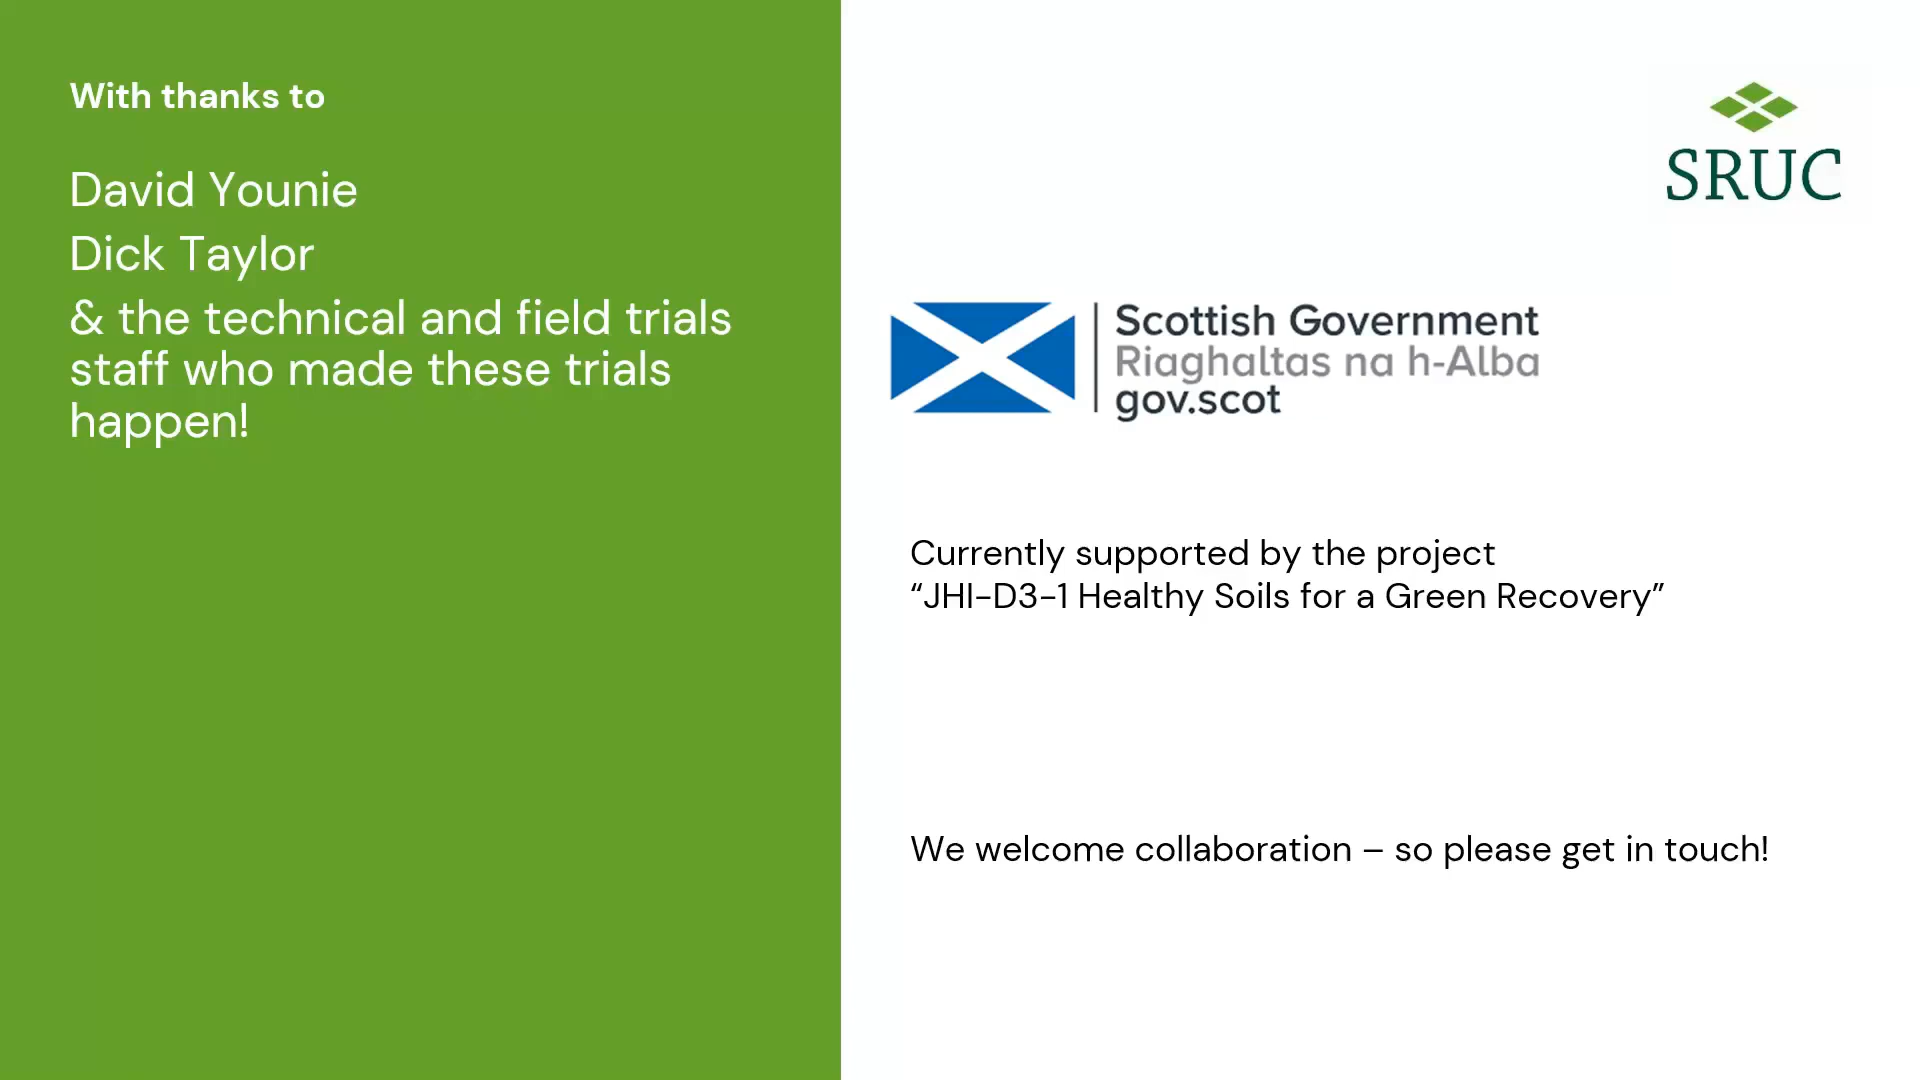 With thanks to
David Younie
Dick Taylor
& the technical and field trials
staff who made these trials
happen!
SRUC
Scottish Government
Riaghaltas na h-Alba
gov.scot
Currently supported by the project
“JHI-D3-1 Healthy Soils for a Green Recovery”
We welcome collaboration – so please get in touch!